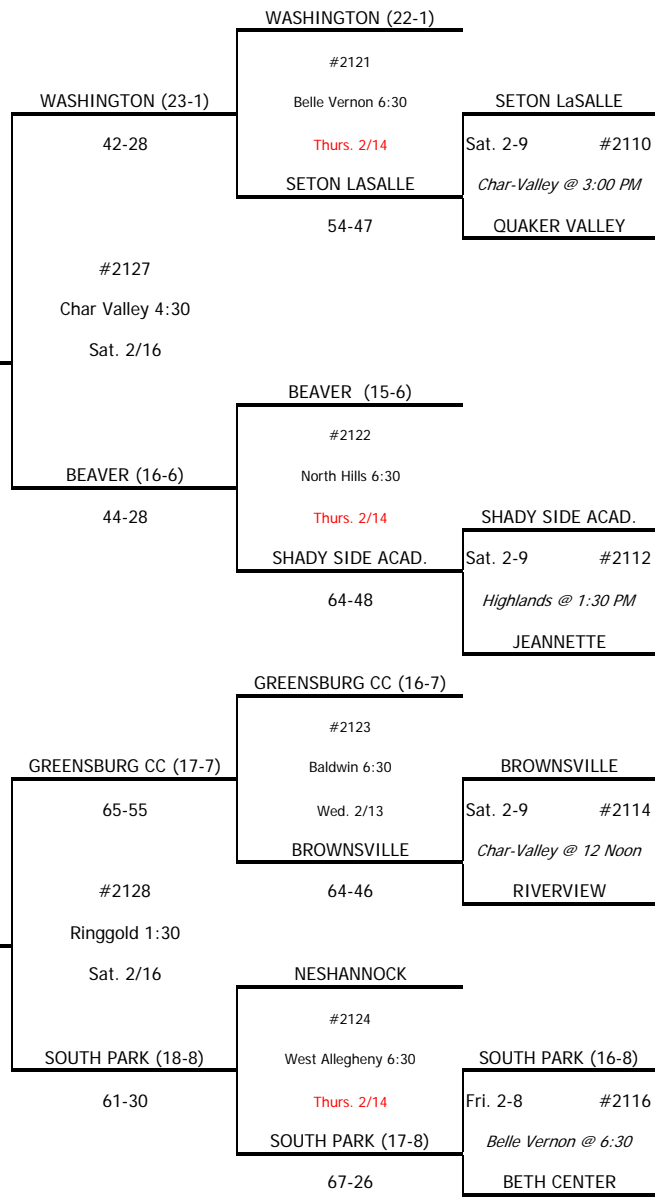 WASHINGTON (22-1)
#2121
WASHINGTON (23-1)
Belle Vernon 6:30
SETON LaSALLE
42-28
Thurs. 2/14
Sat. 2-9 #2110
SETON LASALLE
Char-Valley @ 3:00 PM
54-47
QUAKER VALLEY
#2127
Char Valley 4:30
Sat. 2/16
BEAVER (15-6)
#2122
BEAVER (16-6)
North Hills 6:30
44-28
Thurs. 2/14
SHADY SIDE ACAD.
SHADY SIDE ACAD.
Sat. 2-9 #2112
64-48
Highlands @ 1:30 PM
JEANNETTE
GREENSBURG CC (16-7)
#2123
GREENSBURG CC (17-7)
Baldwin 6:30
BROWNSVILLE
65-55
Wed. 2/13
Sat. 2-9 #2114
BROWNSVILLE
Char-Valley @ 12 Noon
#2128
64-46
RIVERVIEW
Ringgold 1:30
Sat. 2/16
NESHANNOCK
#2124
SOUTH PARK (18-8)
West Allegheny 6:30
SOUTH PARK (16-8)
61-30
Thurs. 2/14
Fri. 2-8 #2116
SOUTH PARK (17-8)
Belle Vernon @ 6:30
67-26
BETH CENTER